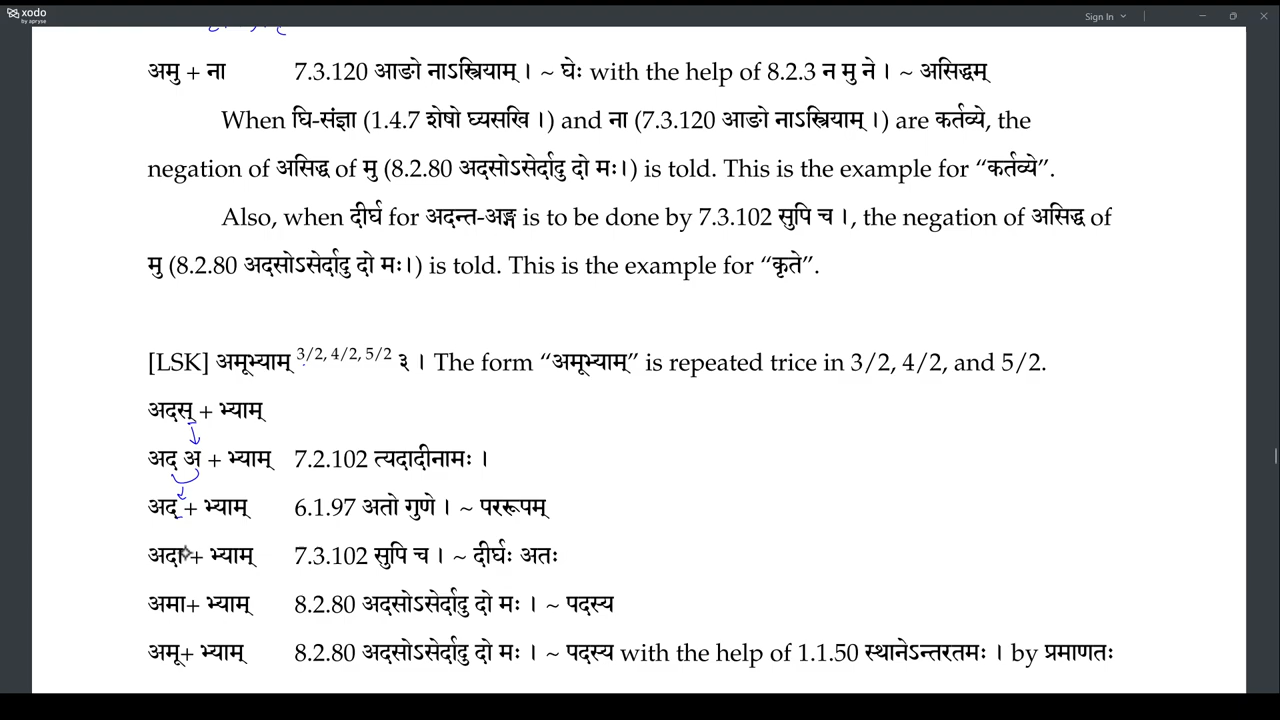 xodo
by apryse
Sign In
अमु + ना 7.3.120 आङो नाऽस्त्रियाम् । ~ घेः with the help of 8.2.3 न मु ने । ~ असिद्धम्
When घि-संज्ञा (1.4.7 शेषो घ्यसखि ।) and ना (7.3.120 आङो नाऽस्त्रियाम् ।) are कर्तव्ये, the
negation of असिद्ध of मु (8.2.80 अदसोऽसेर्दादु दो मः।) is told. This is the example for “कर्तव्ये”.
Also, when दीर्घ for अदन्त-अङ्ग is to be done by 7.3.102 सुपि च ।, the negation of असिद्ध of
मु (8.2.80 अदसोऽसेर्दादु दो मः।) is told. This is the example for “कृते”.
[LSK] अमूभ्याम् 3/2, 4/2, 5/2 ३ । The form “अमूभ्याम्” is repeated trice in 3/2, 4/2, and 5/2.
अदस् + भ्याम्
अद अ + भ्याम् 7.2.102 त्यदादीनामः ।
अद + भ्याम् 6.1.97 अतो गुणे । ~ पररूपम्
अदा + भ्याम् 7.3.102 सुपि च । ~ दीर्घः अतः
अमा+ भ्याम् 8.2.80 अदसोऽसेर्दादु दो मः । ~ पदस्य
अमू+ भ्याम् 8.2.80 अदसोऽसेर्दादु दो मः । ~ पदस्य with the help of 1.1.50 स्थानेऽन्तरतमः । by प्रमाणतः